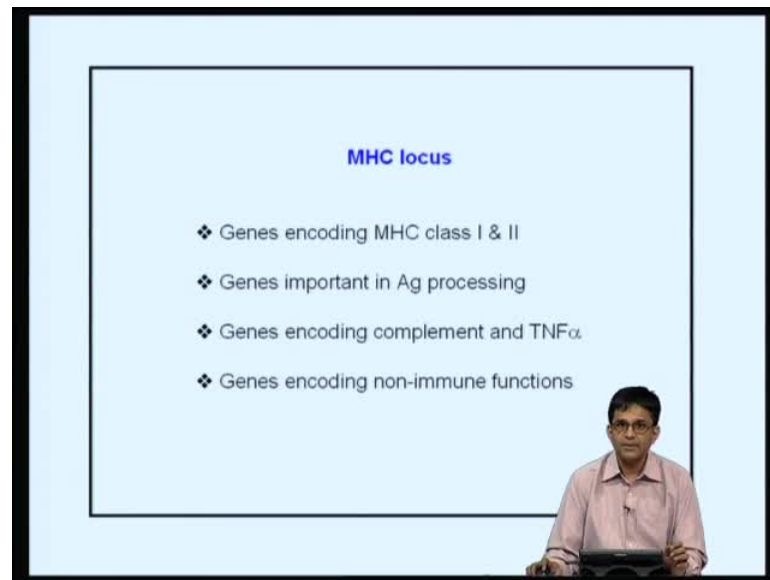 MHC locus
❖ Genes encoding MHC class I & II
❖ Genes important in Ag processing
❖ Genes encoding complement and TNFα
❖ Genes encoding non-immune functions